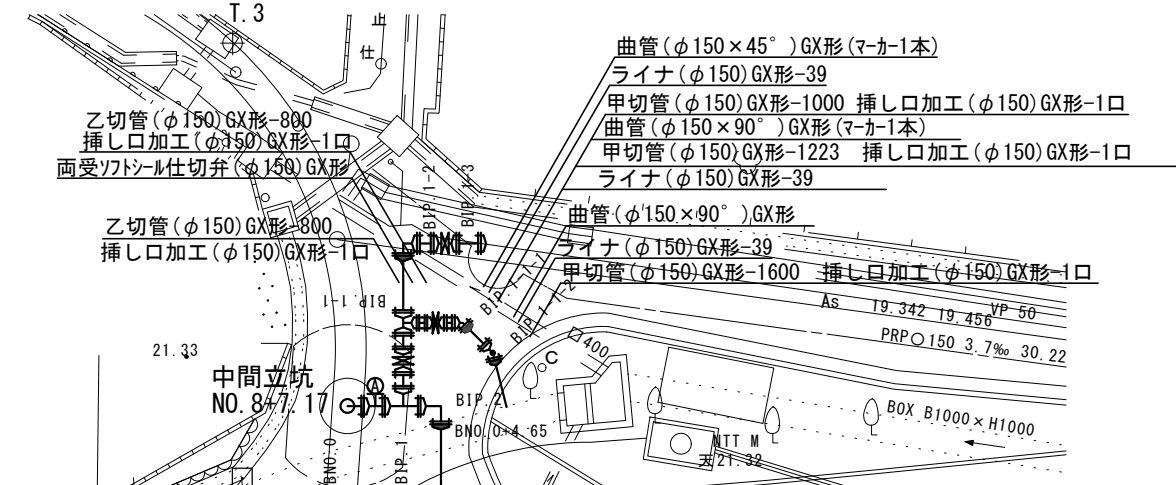 T.3
止
仕
曲管(φ150×45°)GX形(ﾏｰｶｰ1本)
ライナ(φ150)GX形-39
甲切管(φ150)GX形-1000 挿し口加工(φ150)GX形-1口
曲管(φ150×90°)GX形(ﾏｰｶｰ1本)
甲切管(φ150)GX形-1223 挿し口加工(φ150)GX形-1口
ライナ(φ150)GX形-39
乙切管(φ150)GX形-800
挿し口加工(φ150)GX形-1口
両受ｿﾌﾄｼｰﾙ仕切弁(φ150)GX形
BIP.1-2
BIP.1-3
曲管(φ150×90°)GX形
乙切管(φ150)GX形-800
挿し口加工(φ150)GX形-1口
ライナ(φ150)GX形-39
甲切管(φ150)GX形-1600 挿し口加工(φ150)GX形-1口
BIP.1-1
As 19.342 19.456 VP 50
PRP○150 3.7‰ 30.22
□400
C
21.33
中間立坑
NO.8+7.17
A
BIP.2
BNO.0+4.65
BNO.0
BIP.1
BOX B1000×H1000
NTT M
天21.32